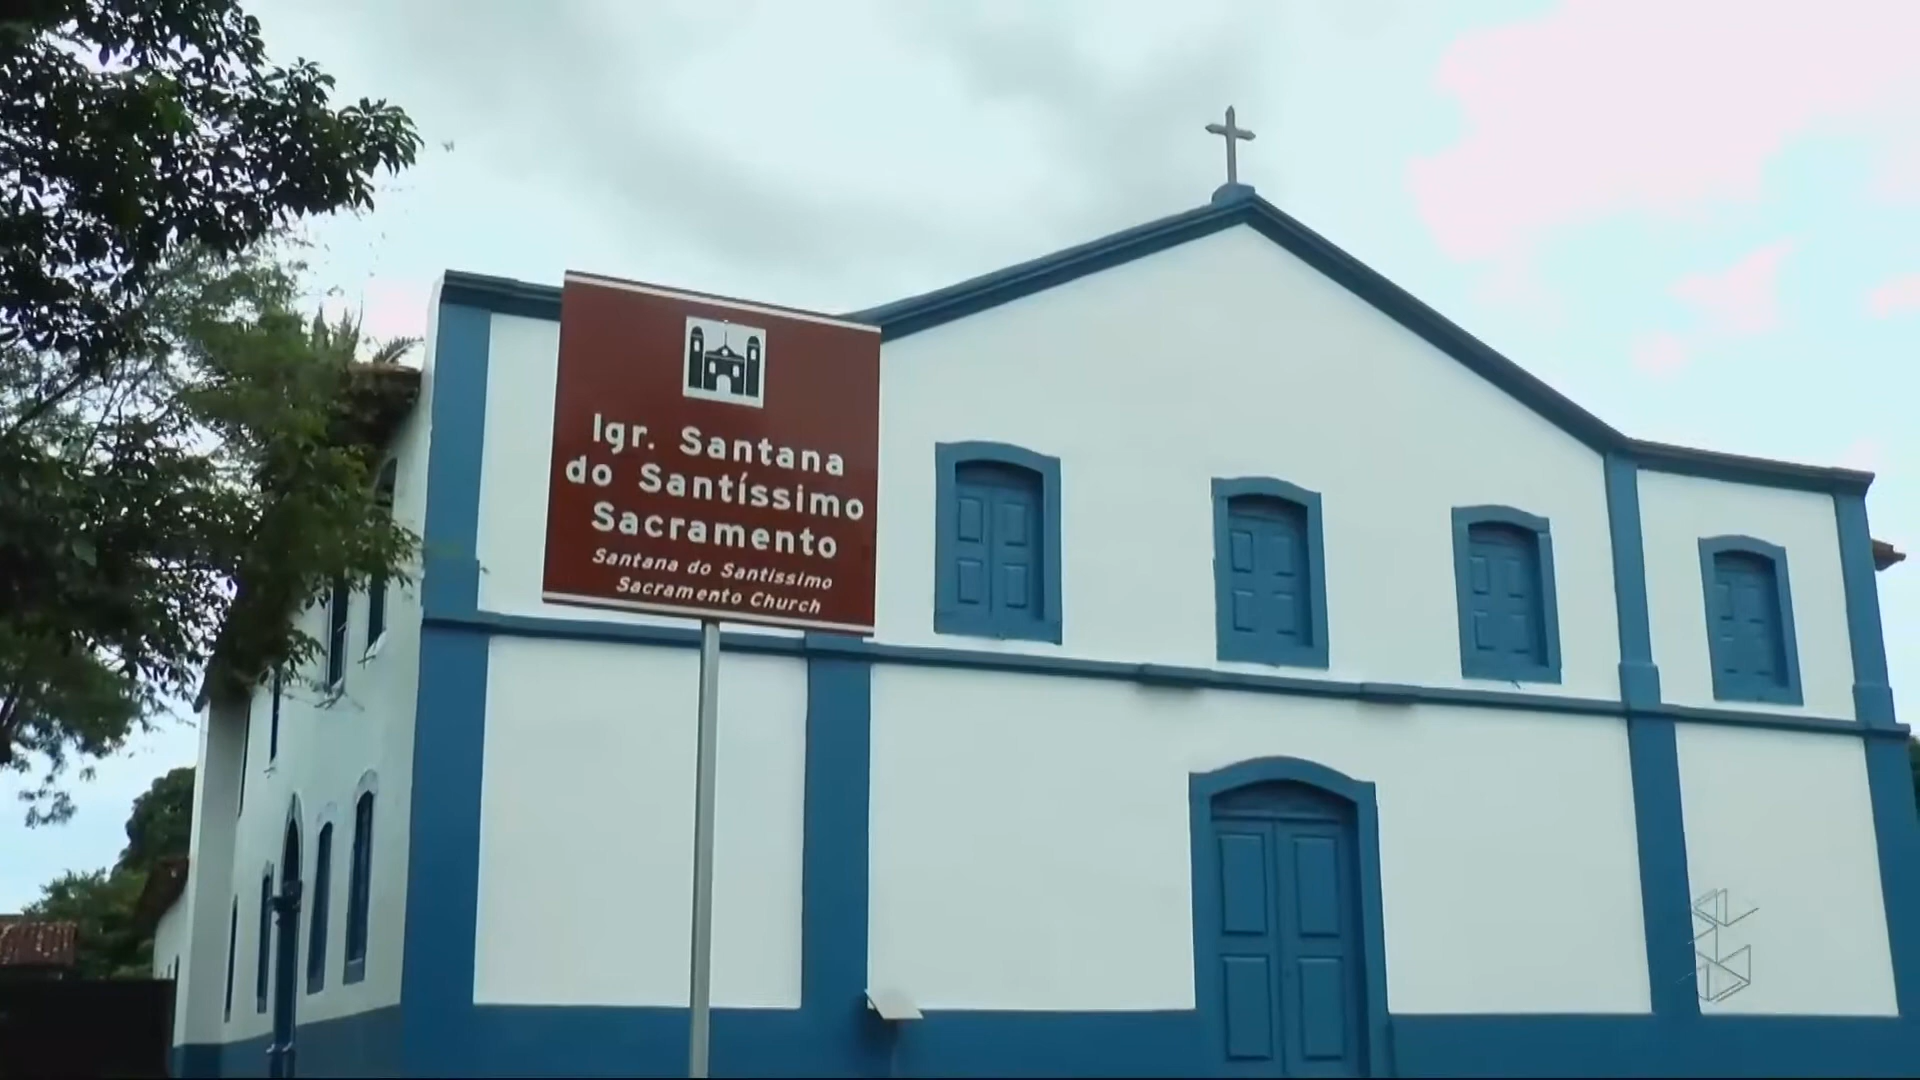 Igr. Santana
do Santíssimo
Sacramento
Santana do Santissimo
Sacramento Church